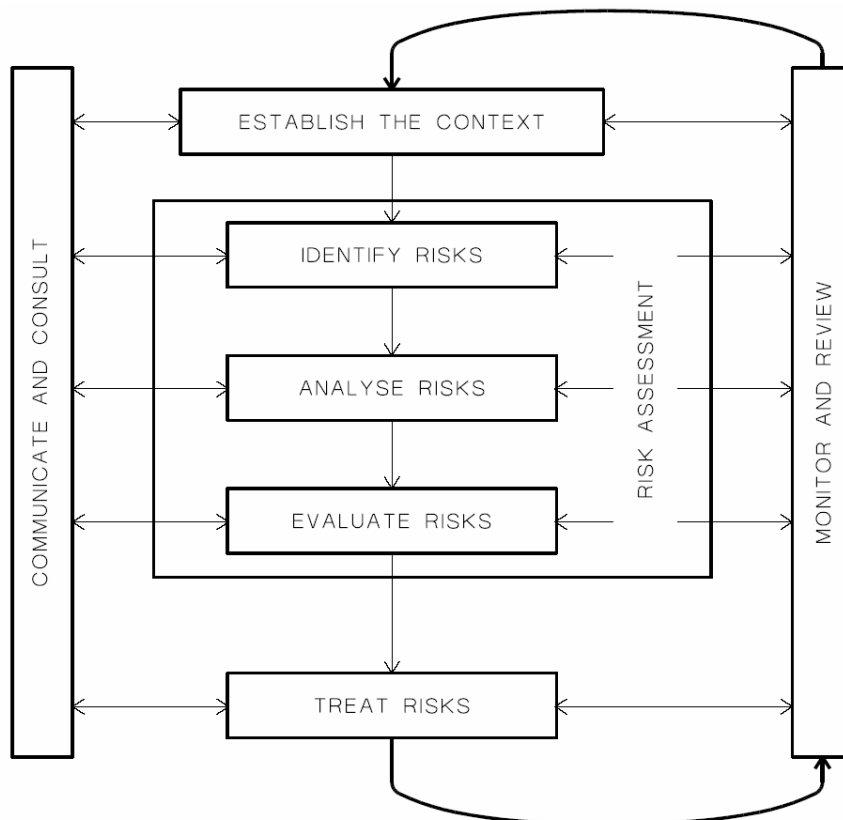 ESTABLISH THE CONTEXT
COMMUNICATE AND CONSULT
IDENTIFY RISKS
ANALYSE RISKS
EVALUATE RISKS
RISK ASSESSMENT
MONITOR AND REVIEW
TREAT RISKS